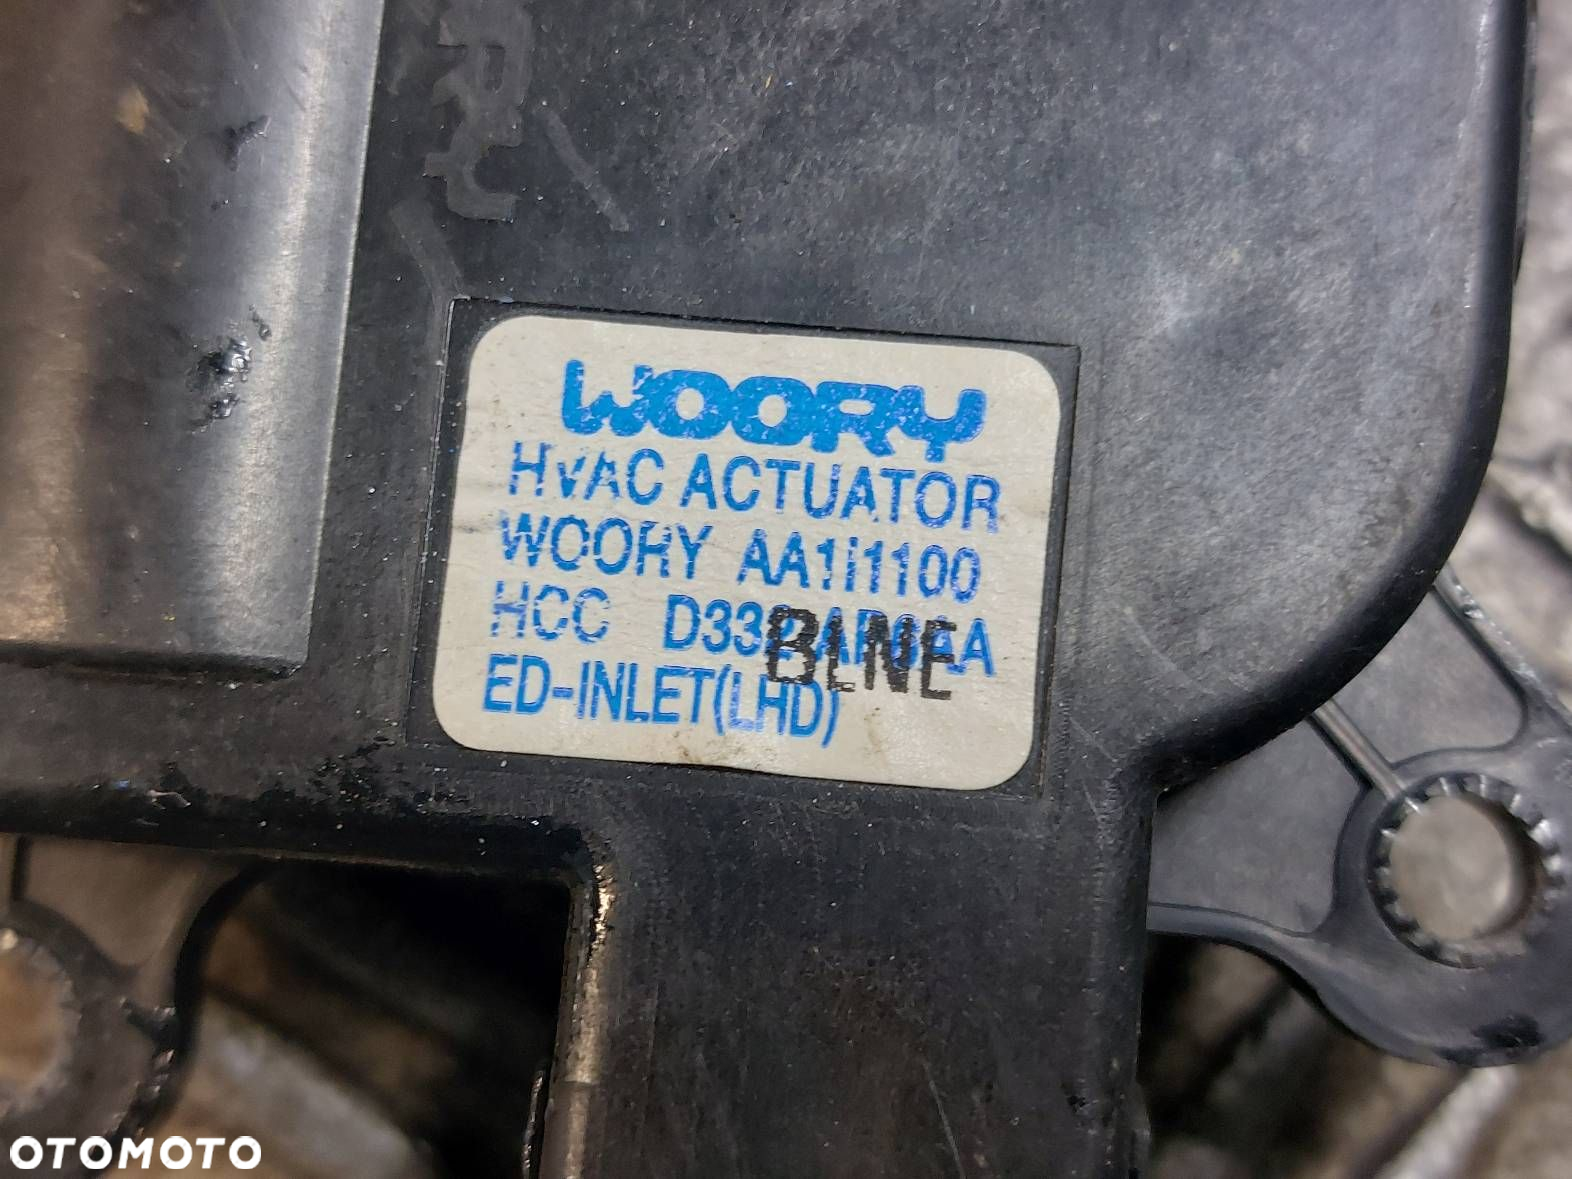 WOORY
HVAC ACTUATOR
WOORY AA1I1100
HCC
BLNE
ED-INLET(LHD)
OTOMOTO